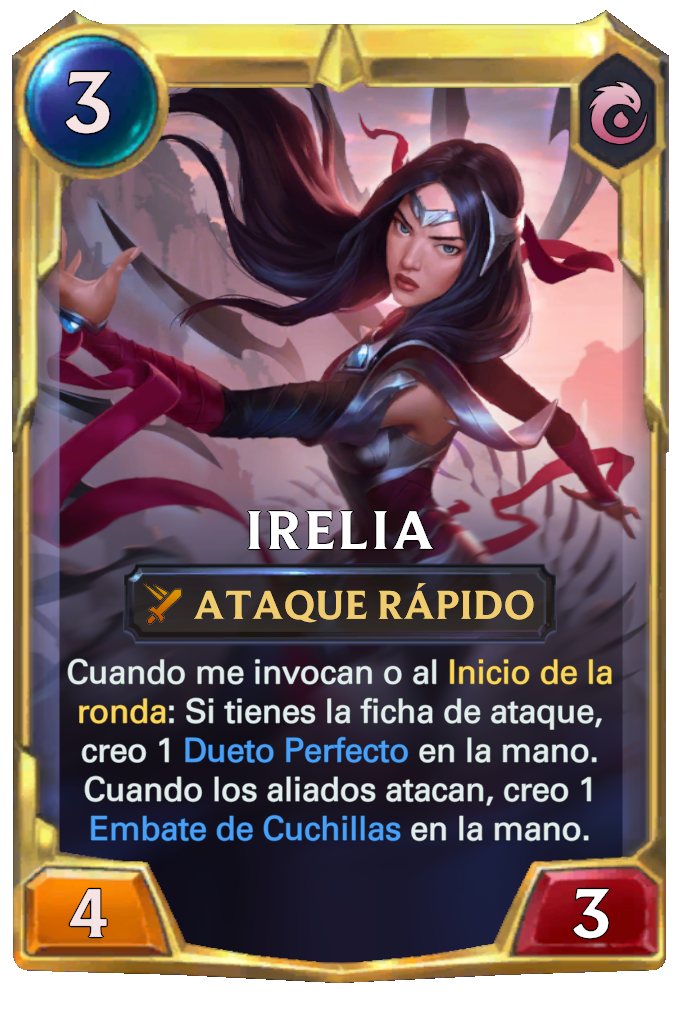 3
IRELIA
ATAQUE RÁPIDO
Cuando me invocan o al Inicio de la
ronda: Si tienes la ficha de ataque,
creo 1 Dueto Perfecto en la mano.
Cuando los aliados atacan, creo 1
Embate de Cuchillas en la mano.
4
3